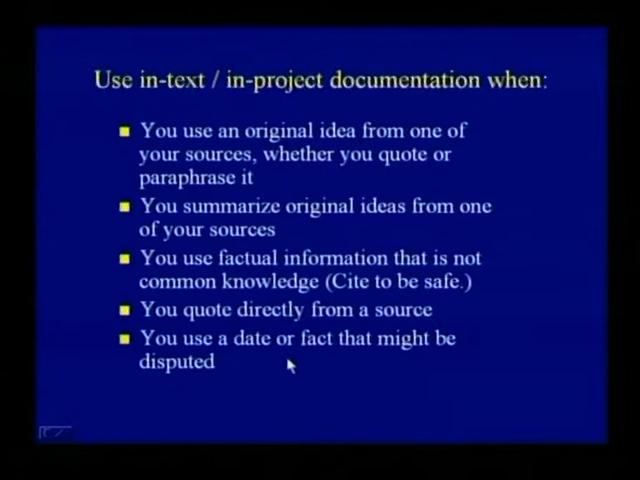 Use in-text / in-project documentation when:
You use an original idea from one of
your sources, whether you quote or
paraphrase it
You summarize original ideas from one
of your sources
You use factual information that is not
common knowledge (Cite to be safe.)
You quote directly from a source
You use a date or fact that might be
disputed